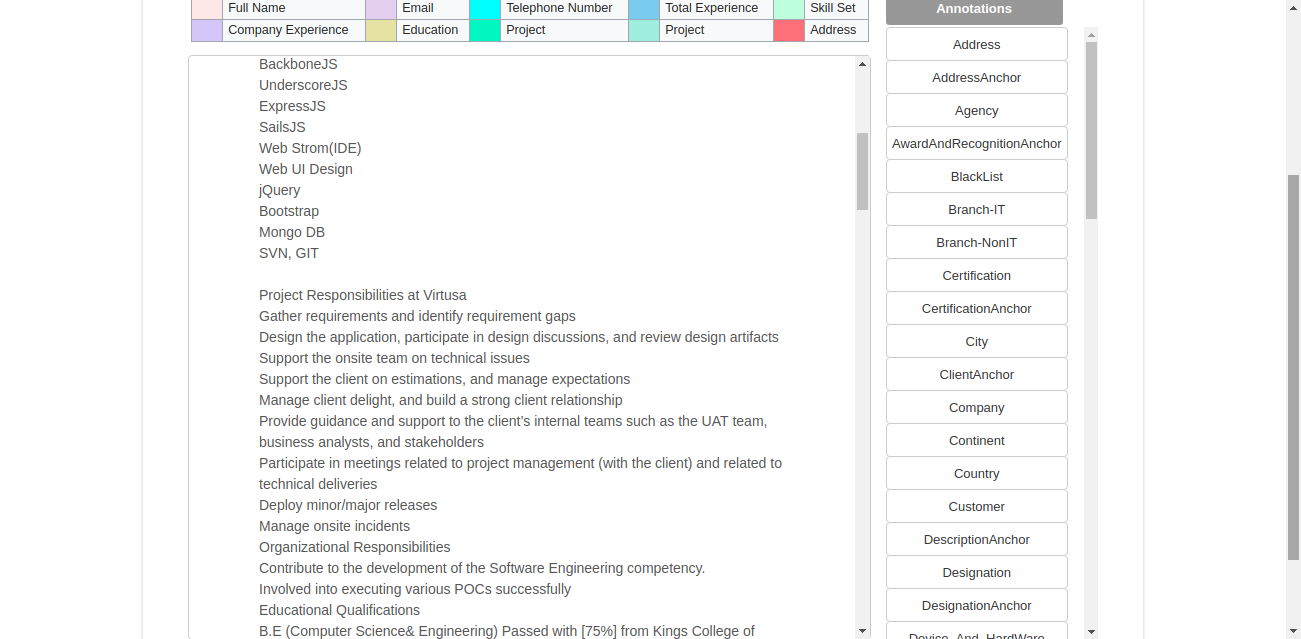 Full Name Email Telephone Number Total Experience Skill Set
Company Experience Education Project Project Address
BackboneJS
UnderscoreJS
ExpressJS
SailsJS
Web Strom(IDE)
Web UI Design
jQuery
Bootstrap
Mongo DB
SVN, GIT
Project Responsibilities at Virtusa
Gather requirements and identify requirement gaps
Design the application, participate in design discussions, and review design artifacts
Support the onsite team on technical issues
Support the client on estimations, and manage expectations
Manage client delight, and build a strong client relationship
Provide guidance and support to the client’s internal teams such as the UAT team,
business analysts, and stakeholders
Participate in meetings related to project management (with the client) and related to
technical deliveries
Deploy minor/major releases
Manage onsite incidents
Organizational Responsibilities
Contribute to the development of the Software Engineering competency.
Involved into executing various POCs successfully
Educational Qualifications
B.E (Computer Science& Engineering) Passed with [75%] from Kings College of
Annotations
Address
AddressAnchor
Agency
AwardAndRecognitionAnchor
BlackList
Branch-IT
Branch-NonIT
Certification
CertificationAnchor
City
ClientAnchor
Company
Continent
Country
Customer
DescriptionAnchor
Designation
DesignationAnchor
Device_And_HardWare